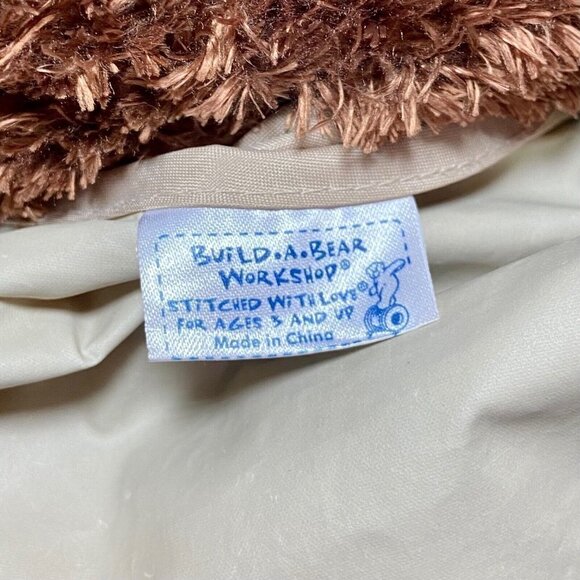 BUILD•A•BEAR
WORKSHOP®
STITCHED WITH LOVE®
FOR AGES 3 AND UP
Made in China